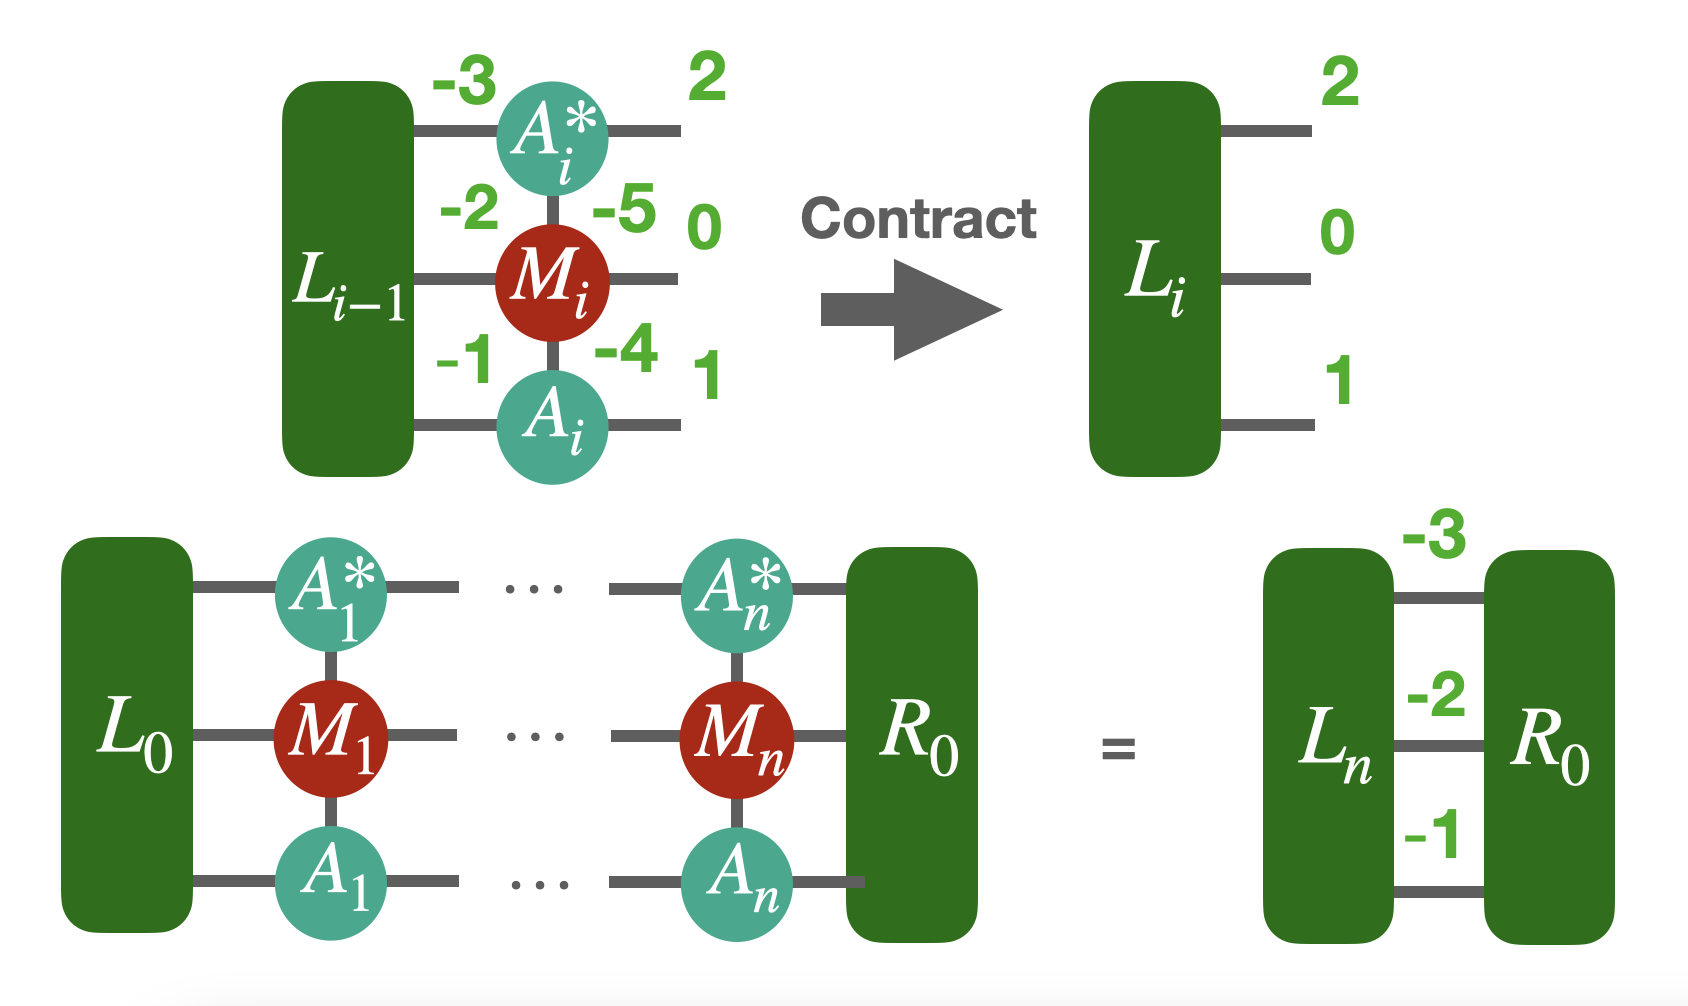 -3 2 2
A_i^*
-2 -5 0 Contract 0
L_{i-1} M_i L_i
-1 -4 1 1
A_i
-3
A_1^* ... A_n^*
-2
L_0 M_1 ... M_n R_0 = L_n R_0
-1
A_1 ... A_n